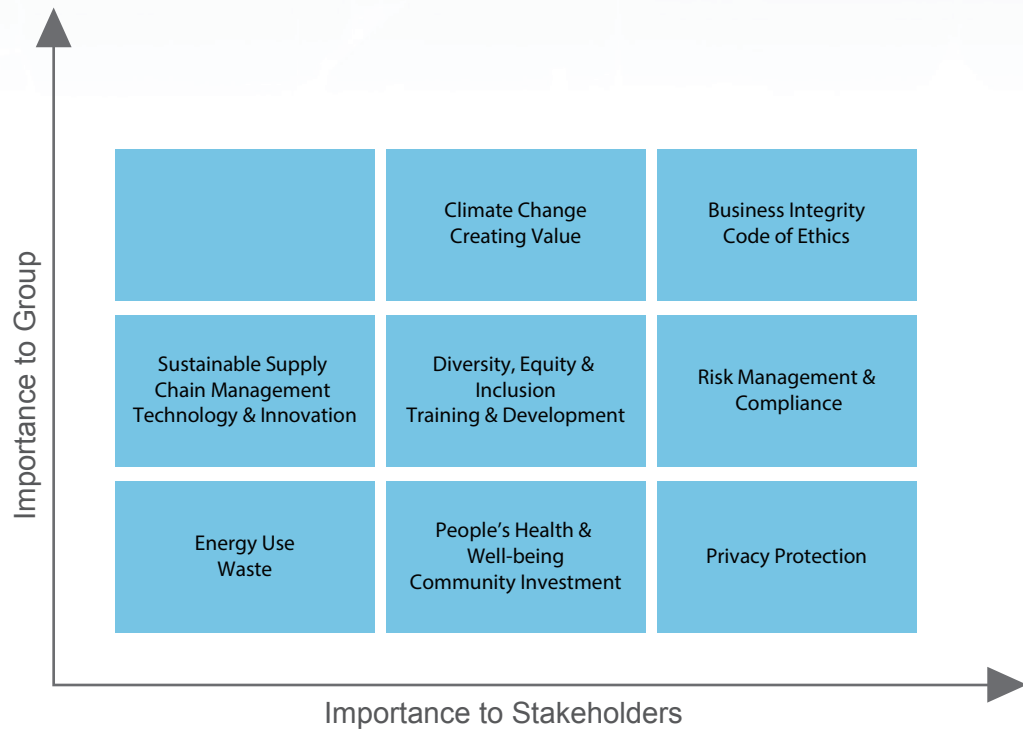 Importance to Group
Climate Change
Creating Value
Business Integrity
Code of Ethics
Sustainable Supply
Chain Management
Technology & Innovation
Diversity, Equity &
Inclusion
Training & Development
Risk Management &
Compliance
Energy Use
Waste
People’s Health &
Well-being
Community Investment
Privacy Protection
Importance to Stakeholders